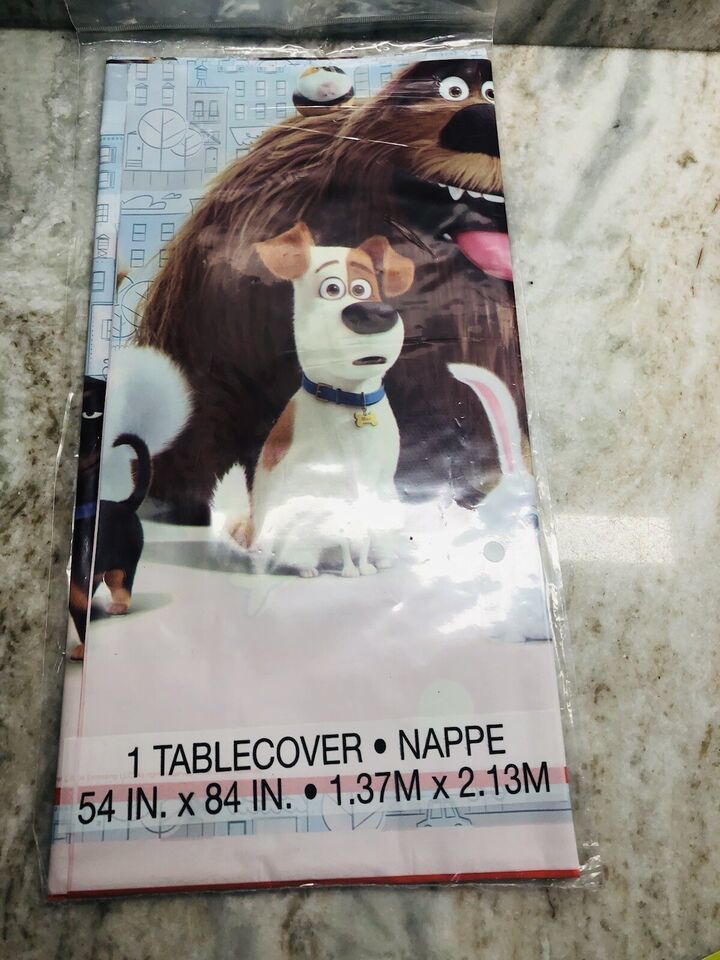 1 TABLECOVER • NAPPE
54 IN. x 84 IN. • 1.37M x 2.13M